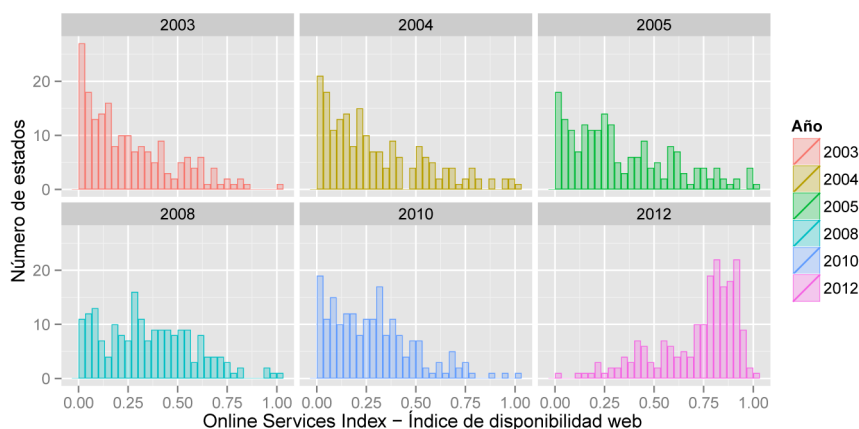 2003 2004 2005
20
10
0
2008 2010 2012
20
10
0
0.00 0.25 0.50 0.75 1.00 0.00 0.25 0.50 0.75 1.00 0.00 0.25 0.50 0.75 1.00
Número de estados
Online Services Index − Índice de disponibilidad web
Año
2003
2004
2005
2008
2010
2012